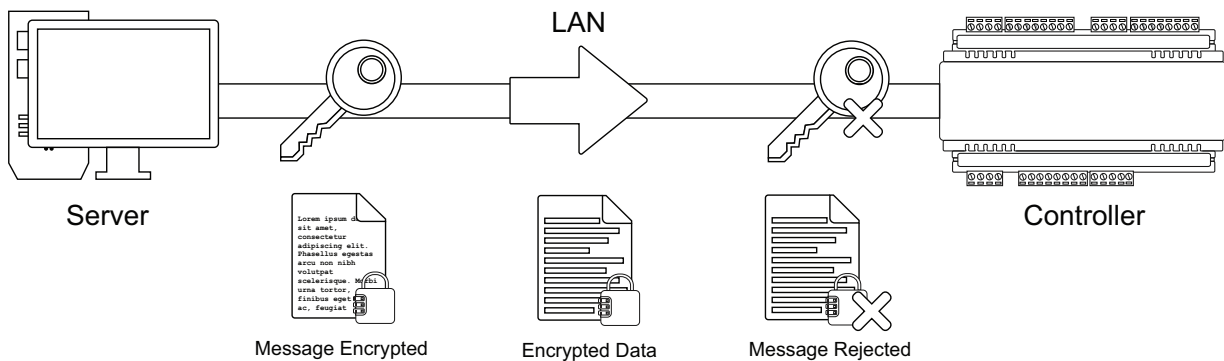 LAN
Server
Controller
Lorem ipsum d
sit amet,
consectetur
adipiscing elit.
Phasellus egestas
arcu non nibh
volutpat
scelerisque. Morbi
urna tortor,
finibus eget
ac, feugiat
Message Encrypted
Encrypted Data
Message Rejected